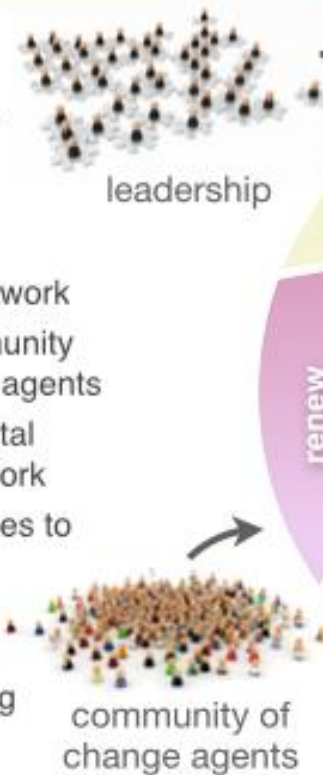 leadership
work
unity
agents
tal
ork
es to
renew
g
community of
change agents